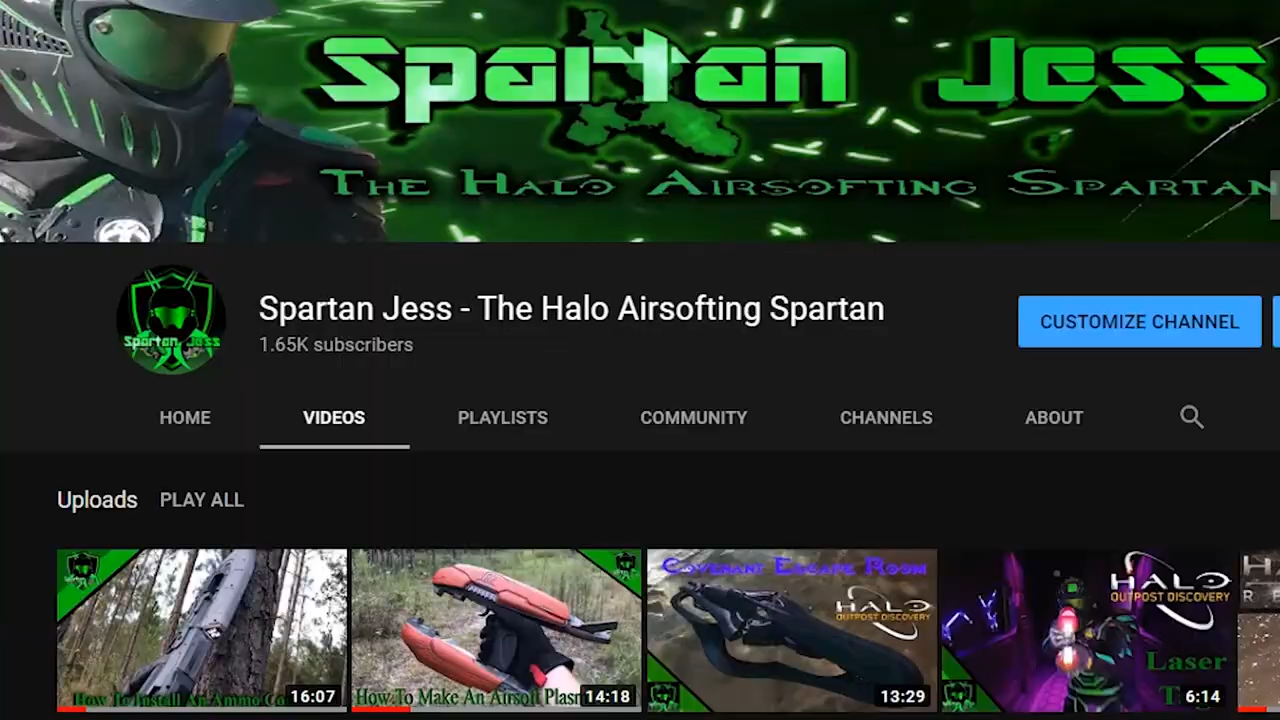 Spartan Jess
The Halo Airsofting Spartan
Spartan Jess
Spartan Jess - The Halo Airsofting Spartan
1.65K subscribers
CUSTOMIZE CHANNEL
HOME
VIDEOS
PLAYLISTS
COMMUNITY
CHANNELS
ABOUT
Uploads
PLAY ALL
How To Install An Ammo Co
16:07
How To Make An Airsoft Plas
14:18
Covenant Escape Room
HALO
OUTPOST DISCOVERY
13:29
HALO
OUTPOST DISCOVERY
Laser
6:14